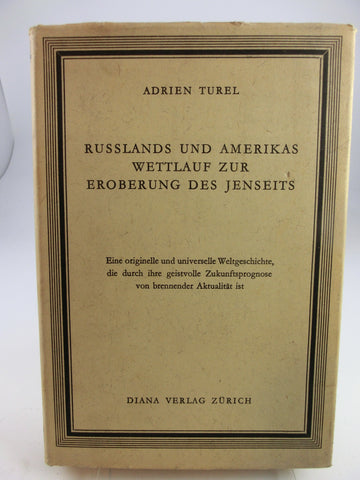 ADRIEN TUREL
RUSSLANDS UND AMERIKAS
WETTLAUF ZUR
EROBERUNG DES JENSEITS
Eine originelle und universelle Weltgeschichte,
die durch ihre geistvolle Zukunftsprognose
von brennender Aktualität ist
DIANA VERLAG ZÜRICH